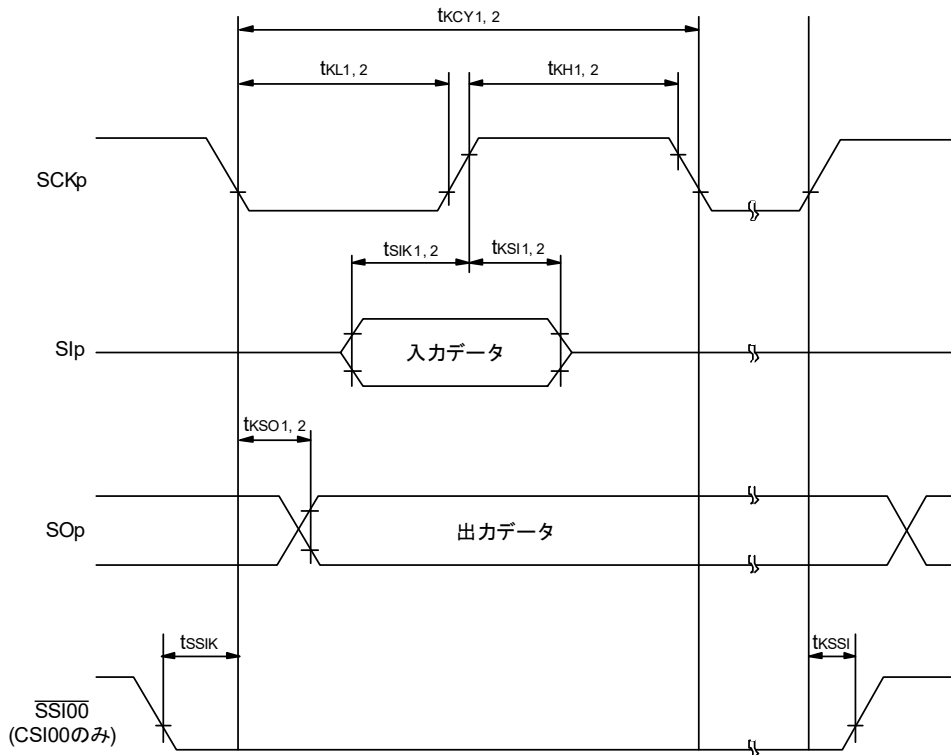 tKCY1, 2
tKL1, 2
tKH1, 2
SCKp
tSIK1, 2
tKSI1, 2
SIp
入力データ
tKSO1, 2
SOp
出力データ
tSSIK
tKSSI
SSI00
(CSI00のみ)